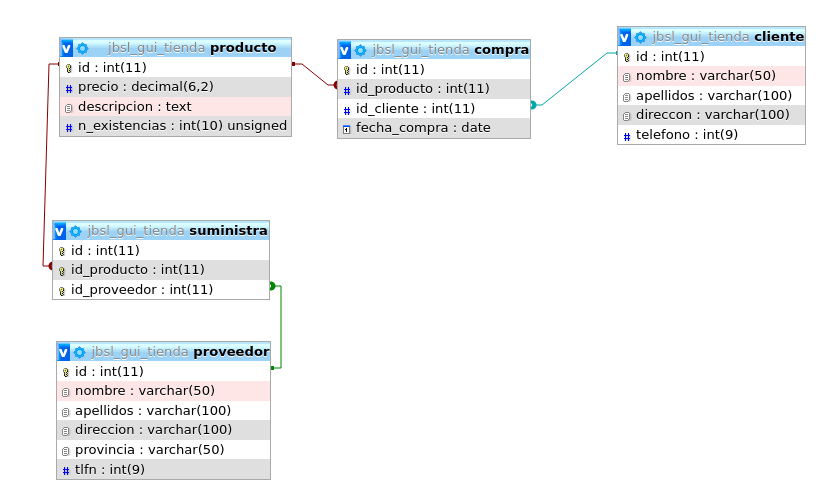 jbsl_gui_tienda producto
id : int(11)
precio : decimal(6,2)
descripcion : text
n_existencias : int(10) unsigned
jbsl_gui_tienda compra
id : int(11)
id_producto : int(11)
id_cliente : int(11)
fecha_compra : date
jbsl_gui_tienda cliente
id : int(11)
nombre : varchar(50)
apellidos : varchar(100)
direccon : varchar(100)
telefono : int(9)
jbsl_gui_tienda suministra
id : int(11)
id_producto : int(11)
id_proveedor : int(11)
jbsl_gui_tienda proveedor
id : int(11)
nombre : varchar(50)
apellidos : varchar(100)
direccion : varchar(100)
provincia : varchar(50)
tlfn : int(9)